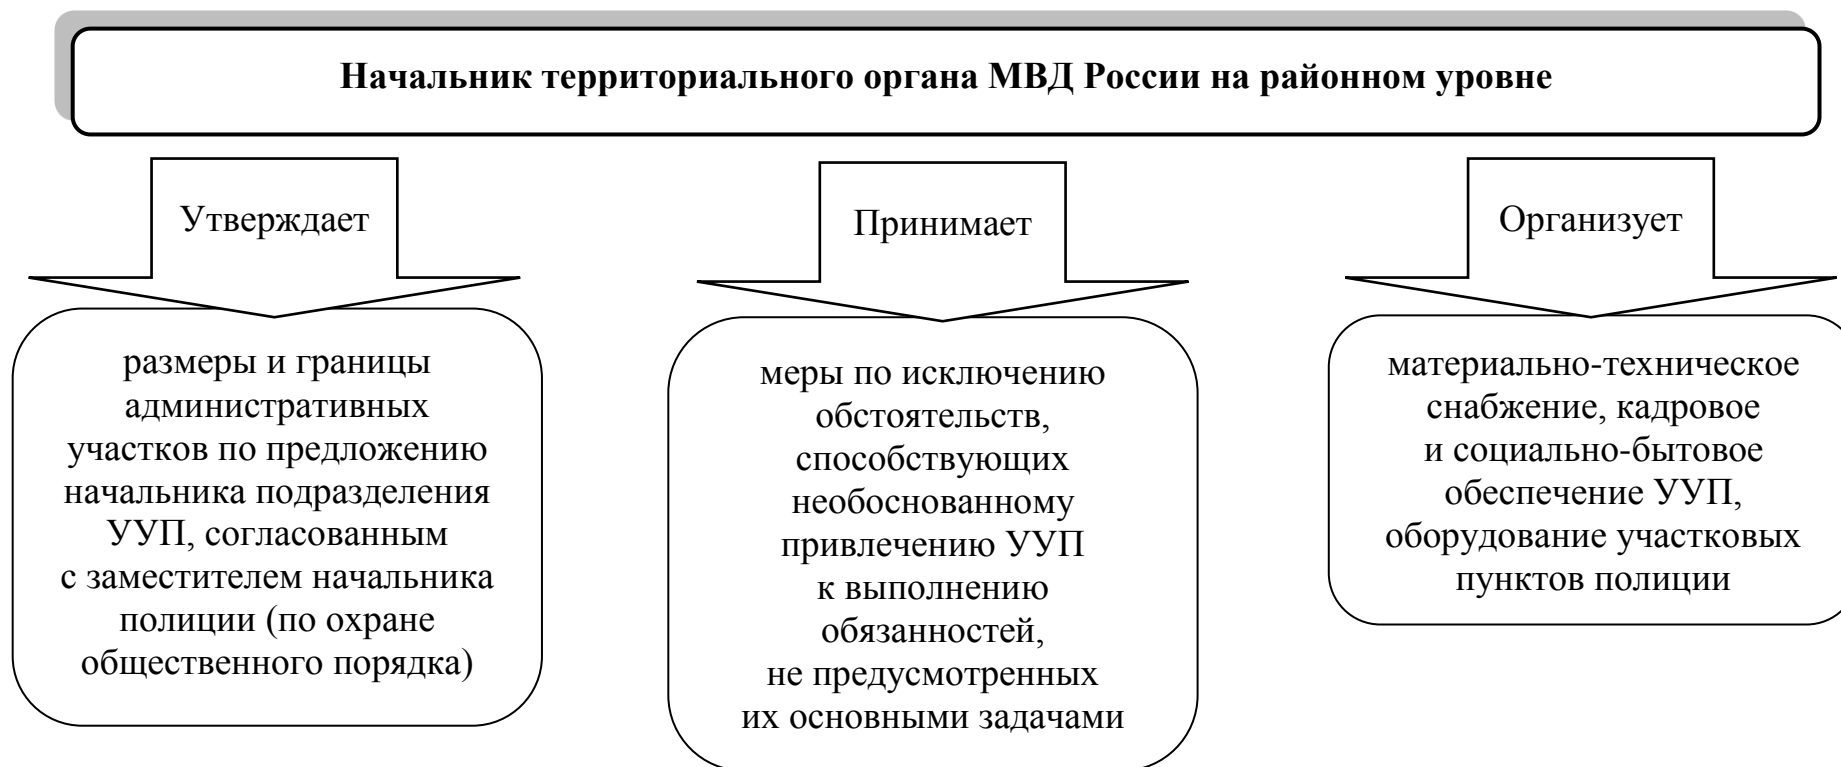 Начальник территориального органа МВД России на районном уровне
Утверждает
размеры и границы
административных
участков по предложению
начальника подразделения
УУП, согласованным
с заместителем начальника
полиции (по охране
общественного порядка)
Принимает
меры по исключению
обстоятельств,
способствующих
необоснованному
привлечению УУП
к выполнению
обязанностей,
не предусмотренных
их основными задачами
Организует
материально-техническое
снабжение, кадровое
и социально-бытовое
обеспечение УУП,
оборудование участковых
пунктов полиции